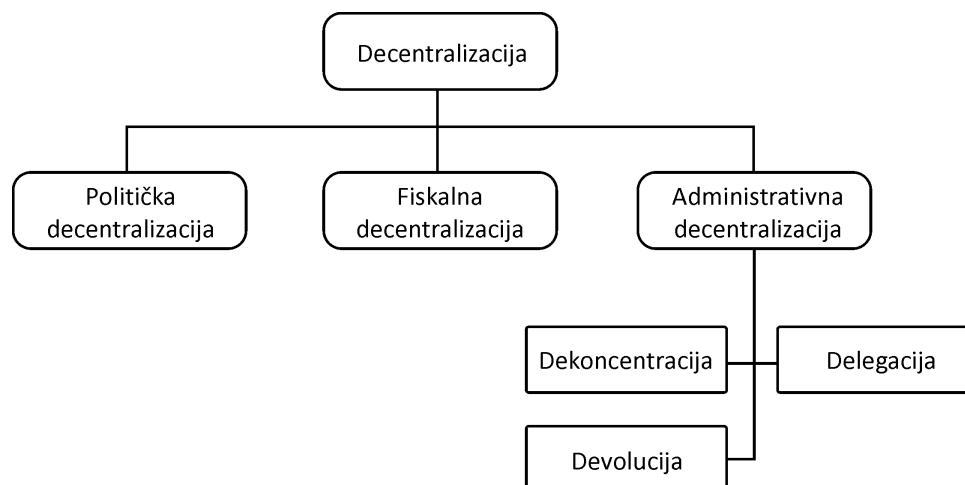 Decentralizacija
Politička
decentralizacija
Fiskalna
decentralizacija
Administrativna
decentralizacija
Dekoncentracija
Delegacija
Devolucija